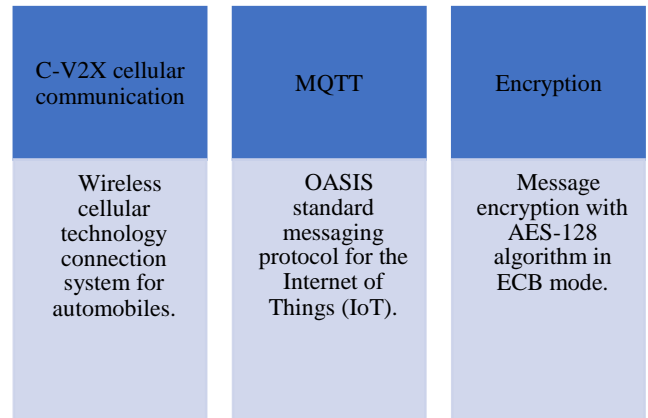 C-V2X cellular
communication
MQTT
Encryption
Wireless
cellular
technology
connection
system for
automobiles.
OASIS
standard
messaging
protocol for the
Internet of
Things (IoT).
Message
encryption with
AES-128
algorithm in
ECB mode.